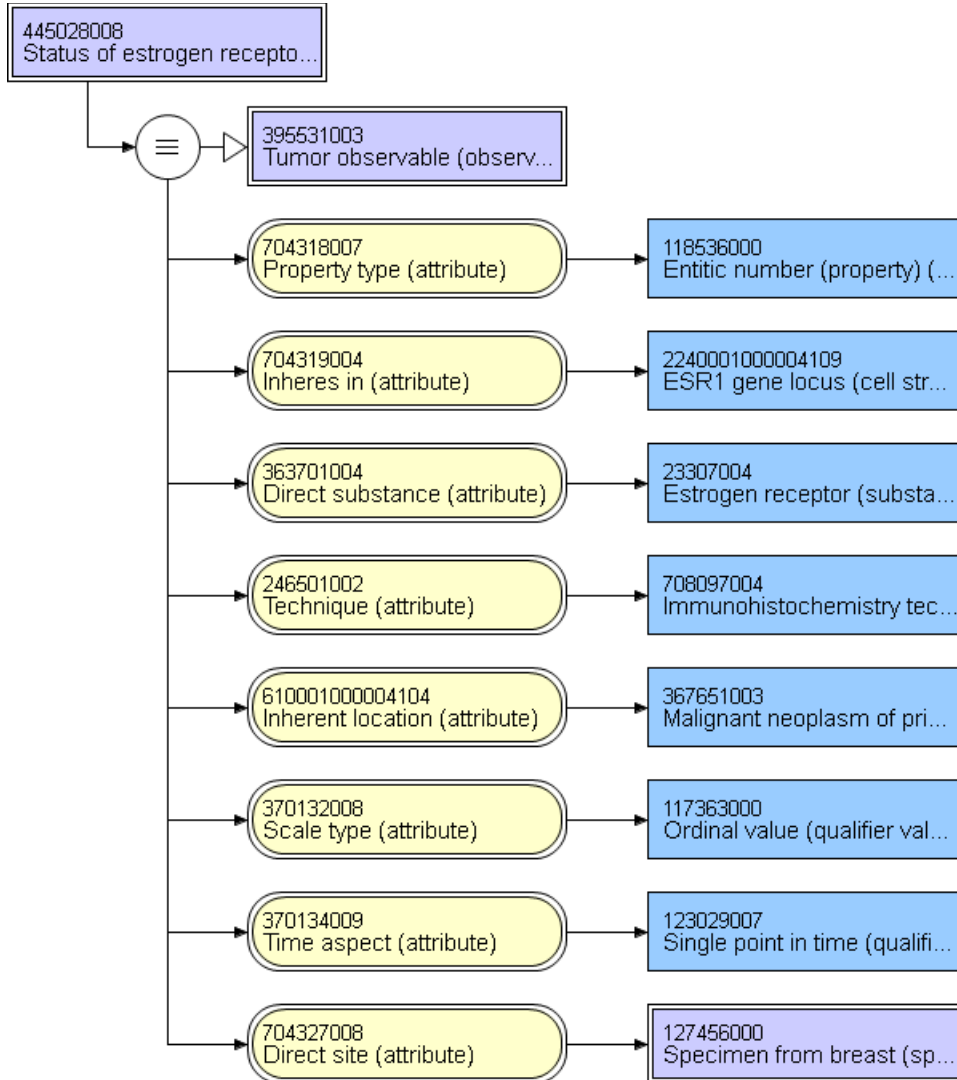 445028008
Status of estrogen recepto...
395531003
Tumor observable (observ...
704318007
Property type (attribute)
118536000
Entitic number (property) (...
704319004
Inheres in (attribute)
2240001000004109
ESR1 gene locus (cell str...
363701004
Direct substance (attribute)
23307004
Estrogen receptor (substa...
246501002
Technique (attribute)
708097004
Immunohistochemistry tec...
610001000004104
Inherent location (attribute)
367651003
Malignant neoplasm of pri...
370132008
Scale type (attribute)
117363000
Ordinal value (qualifier val...
370134009
Time aspect (attribute)
123029007
Single point in time (qualifi...
704327008
Direct site (attribute)
127456000
Specimen from breast (sp...